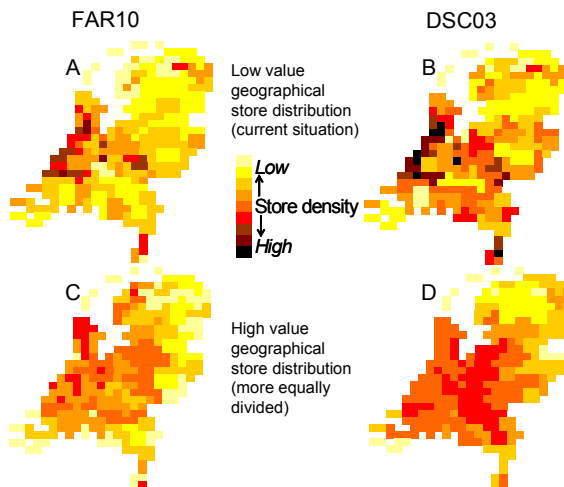 FAR10
DSC03
A
Low value
geographical
store distribution
(current situation)
B
Low
Store density
High
C
High value
geographical
store distribution
(more equally
divided)
D